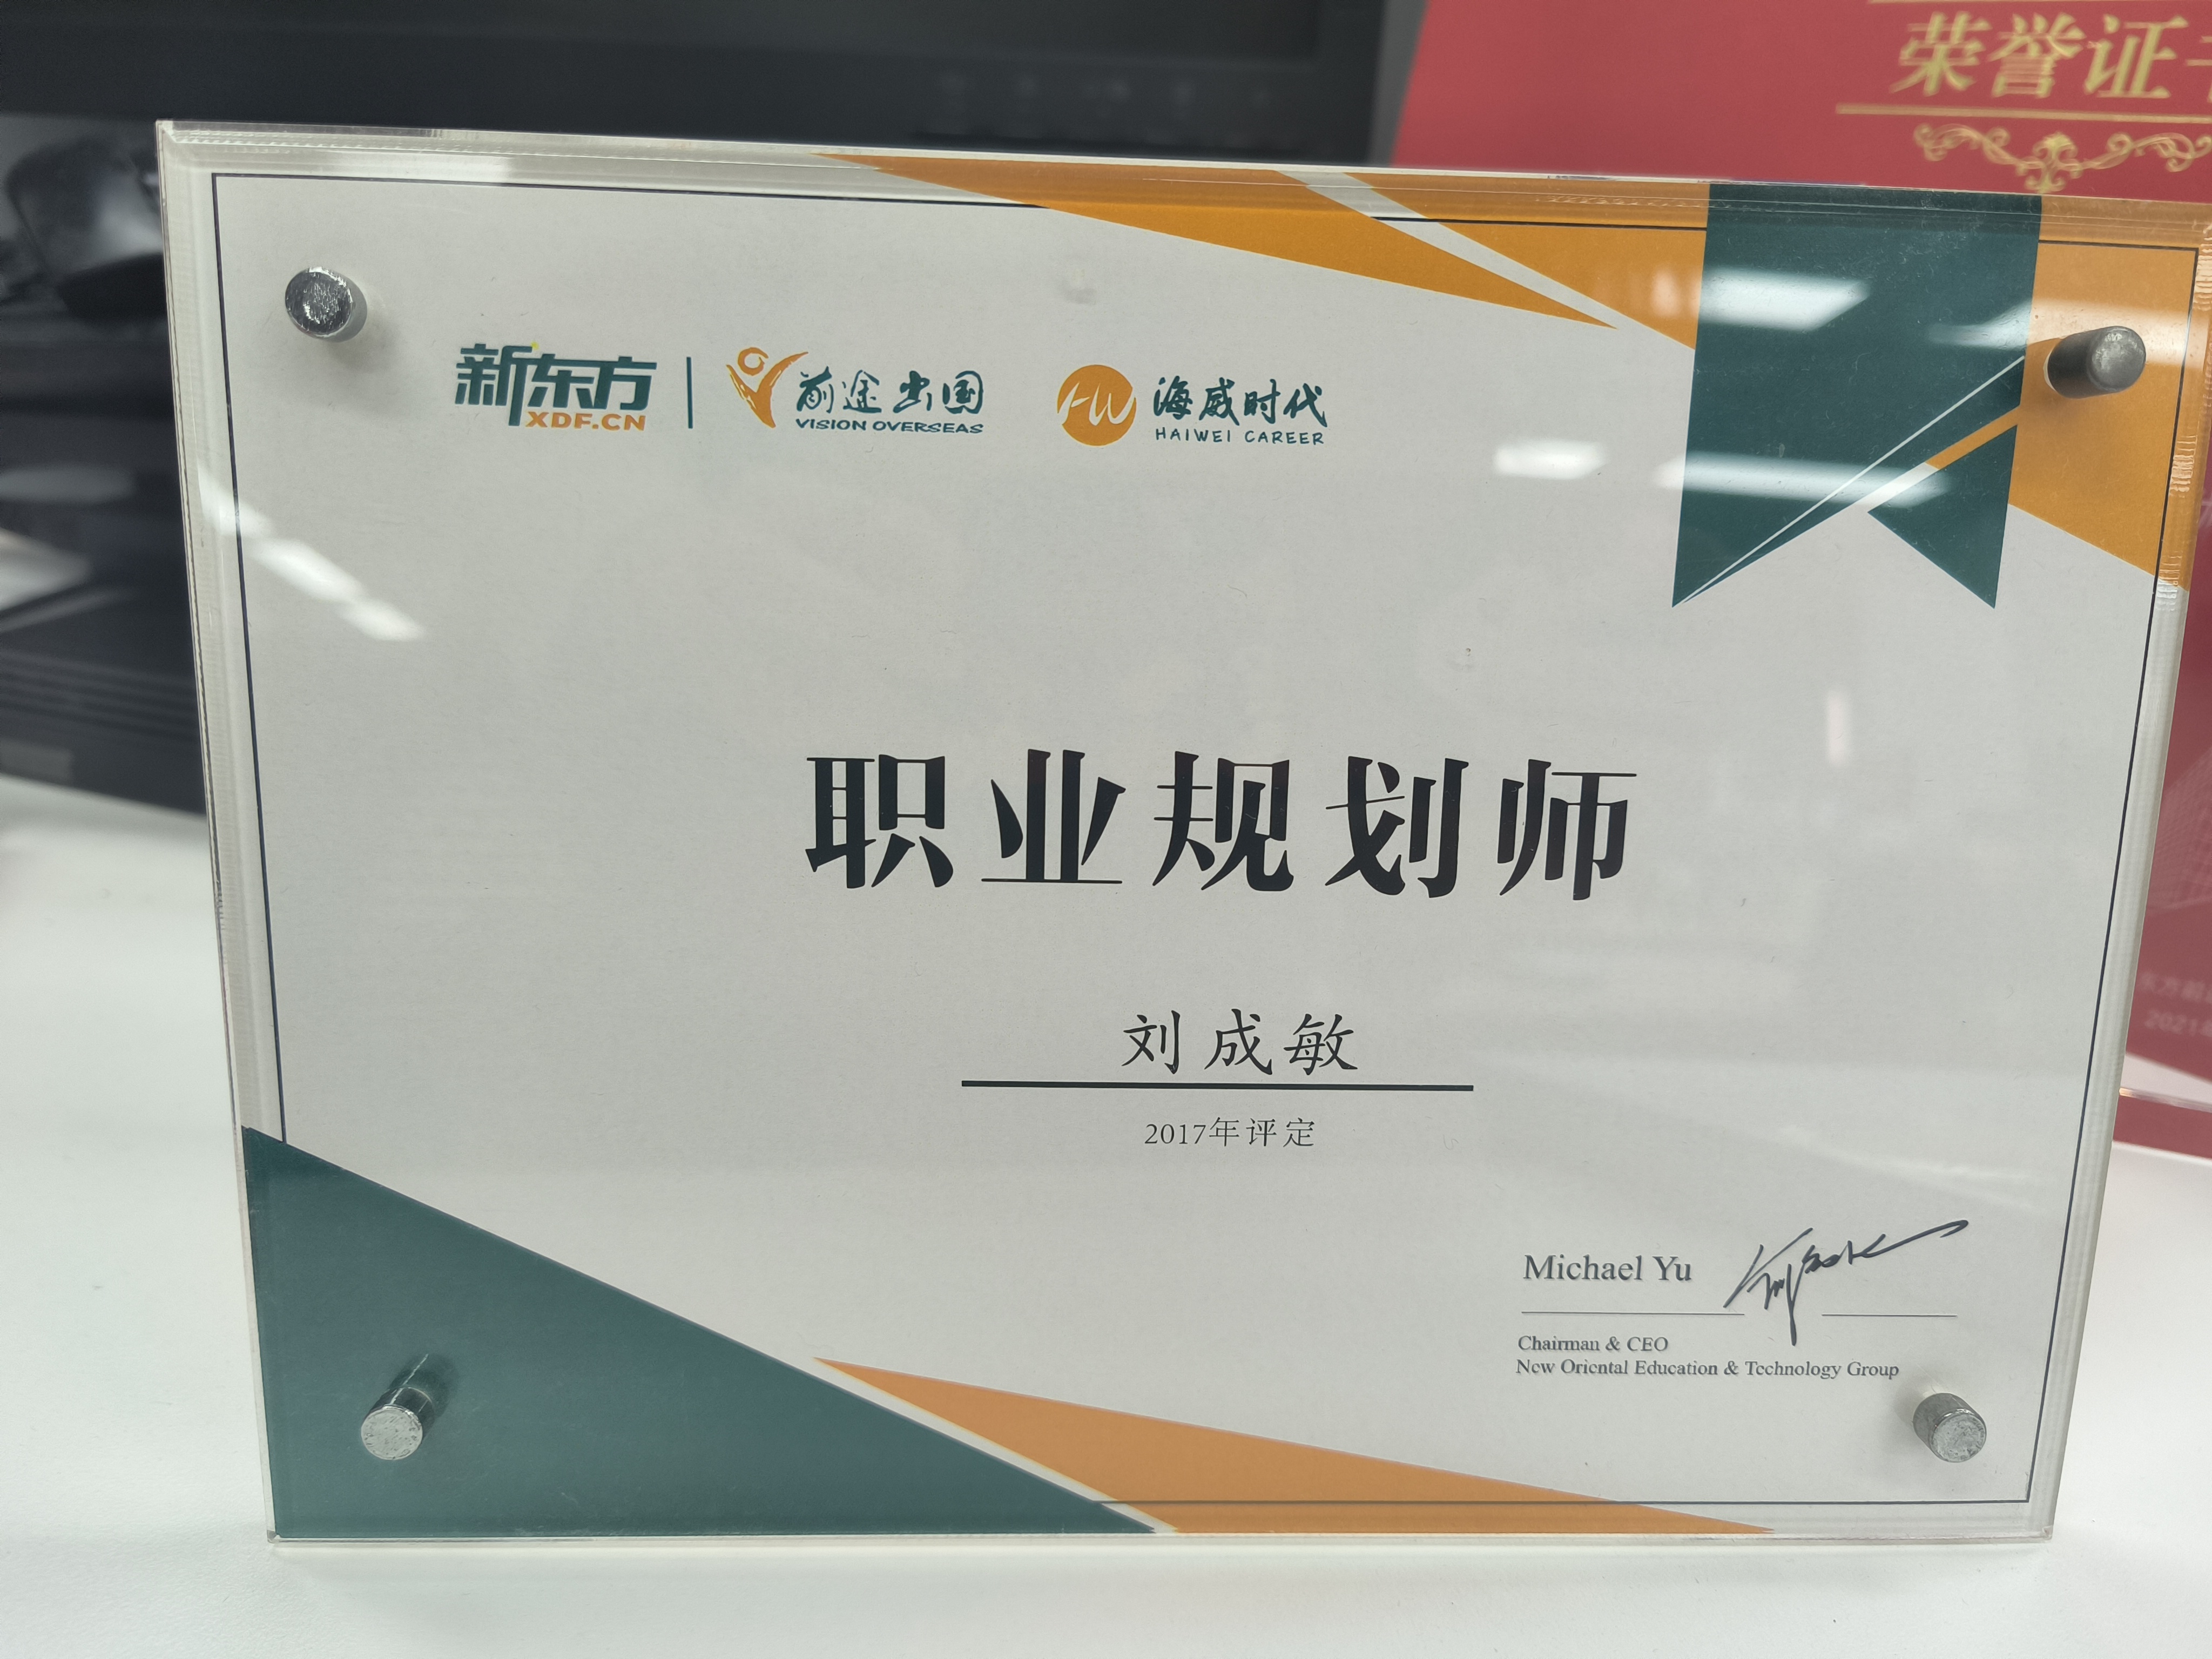 荣誉证
新东方
XDF.CN
前途出国
VISION OVERSEAS
HW
海威时代
HAIWEI CAREER
职业规划师
刘成敏
2017年评定
Michael Yu
Chairman & CEO
New Oriental Education & Technology Group
2021